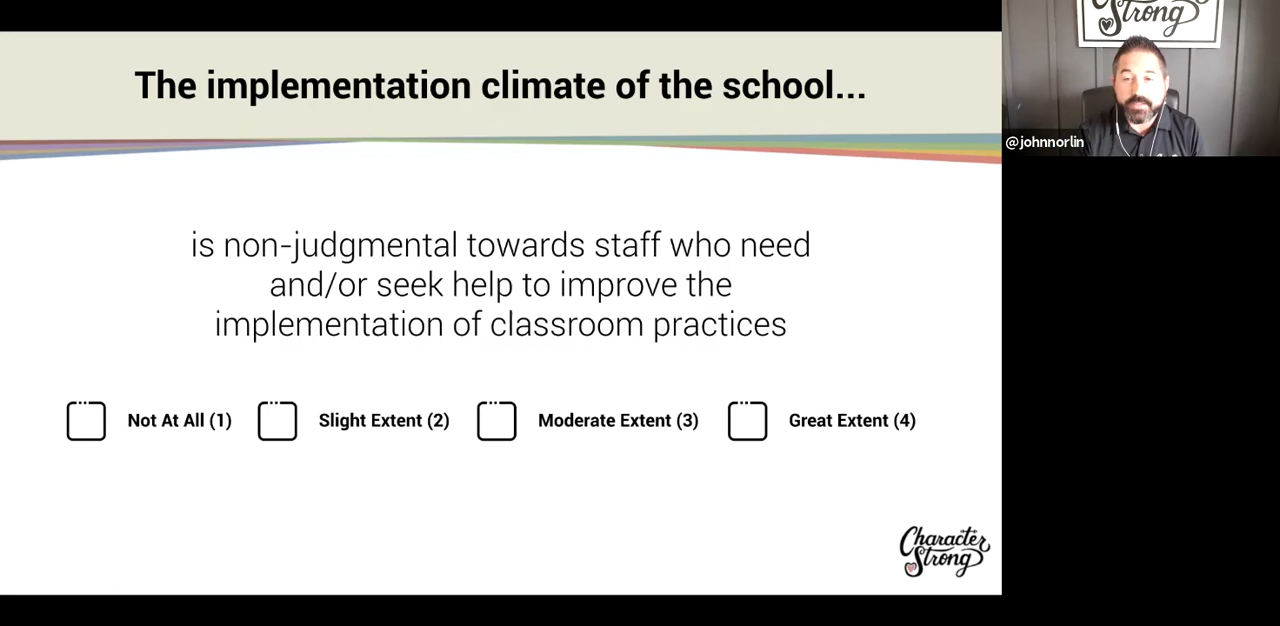 The implementation climate of the school...
is non-judgmental towards staff who need
and/or seek help to improve the
implementation of classroom practices
Not At All (1) Slight Extent (2) Moderate Extent (3) Great Extent (4)
Character
Strong
Strong
@johnnorlin